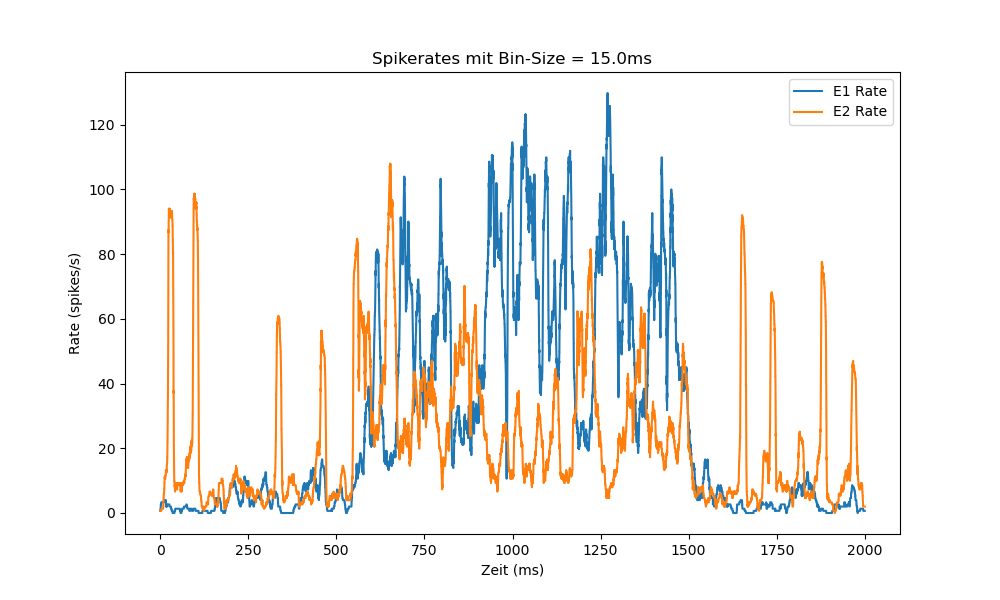 Spikerates mit Bin-Size = 15.0ms
E1 Rate
E2 Rate
120
100
80
60
40
20
0
Rate (spikes/s)
0 250 500 750 1000 1250 1500 1750 2000
Zeit (ms)